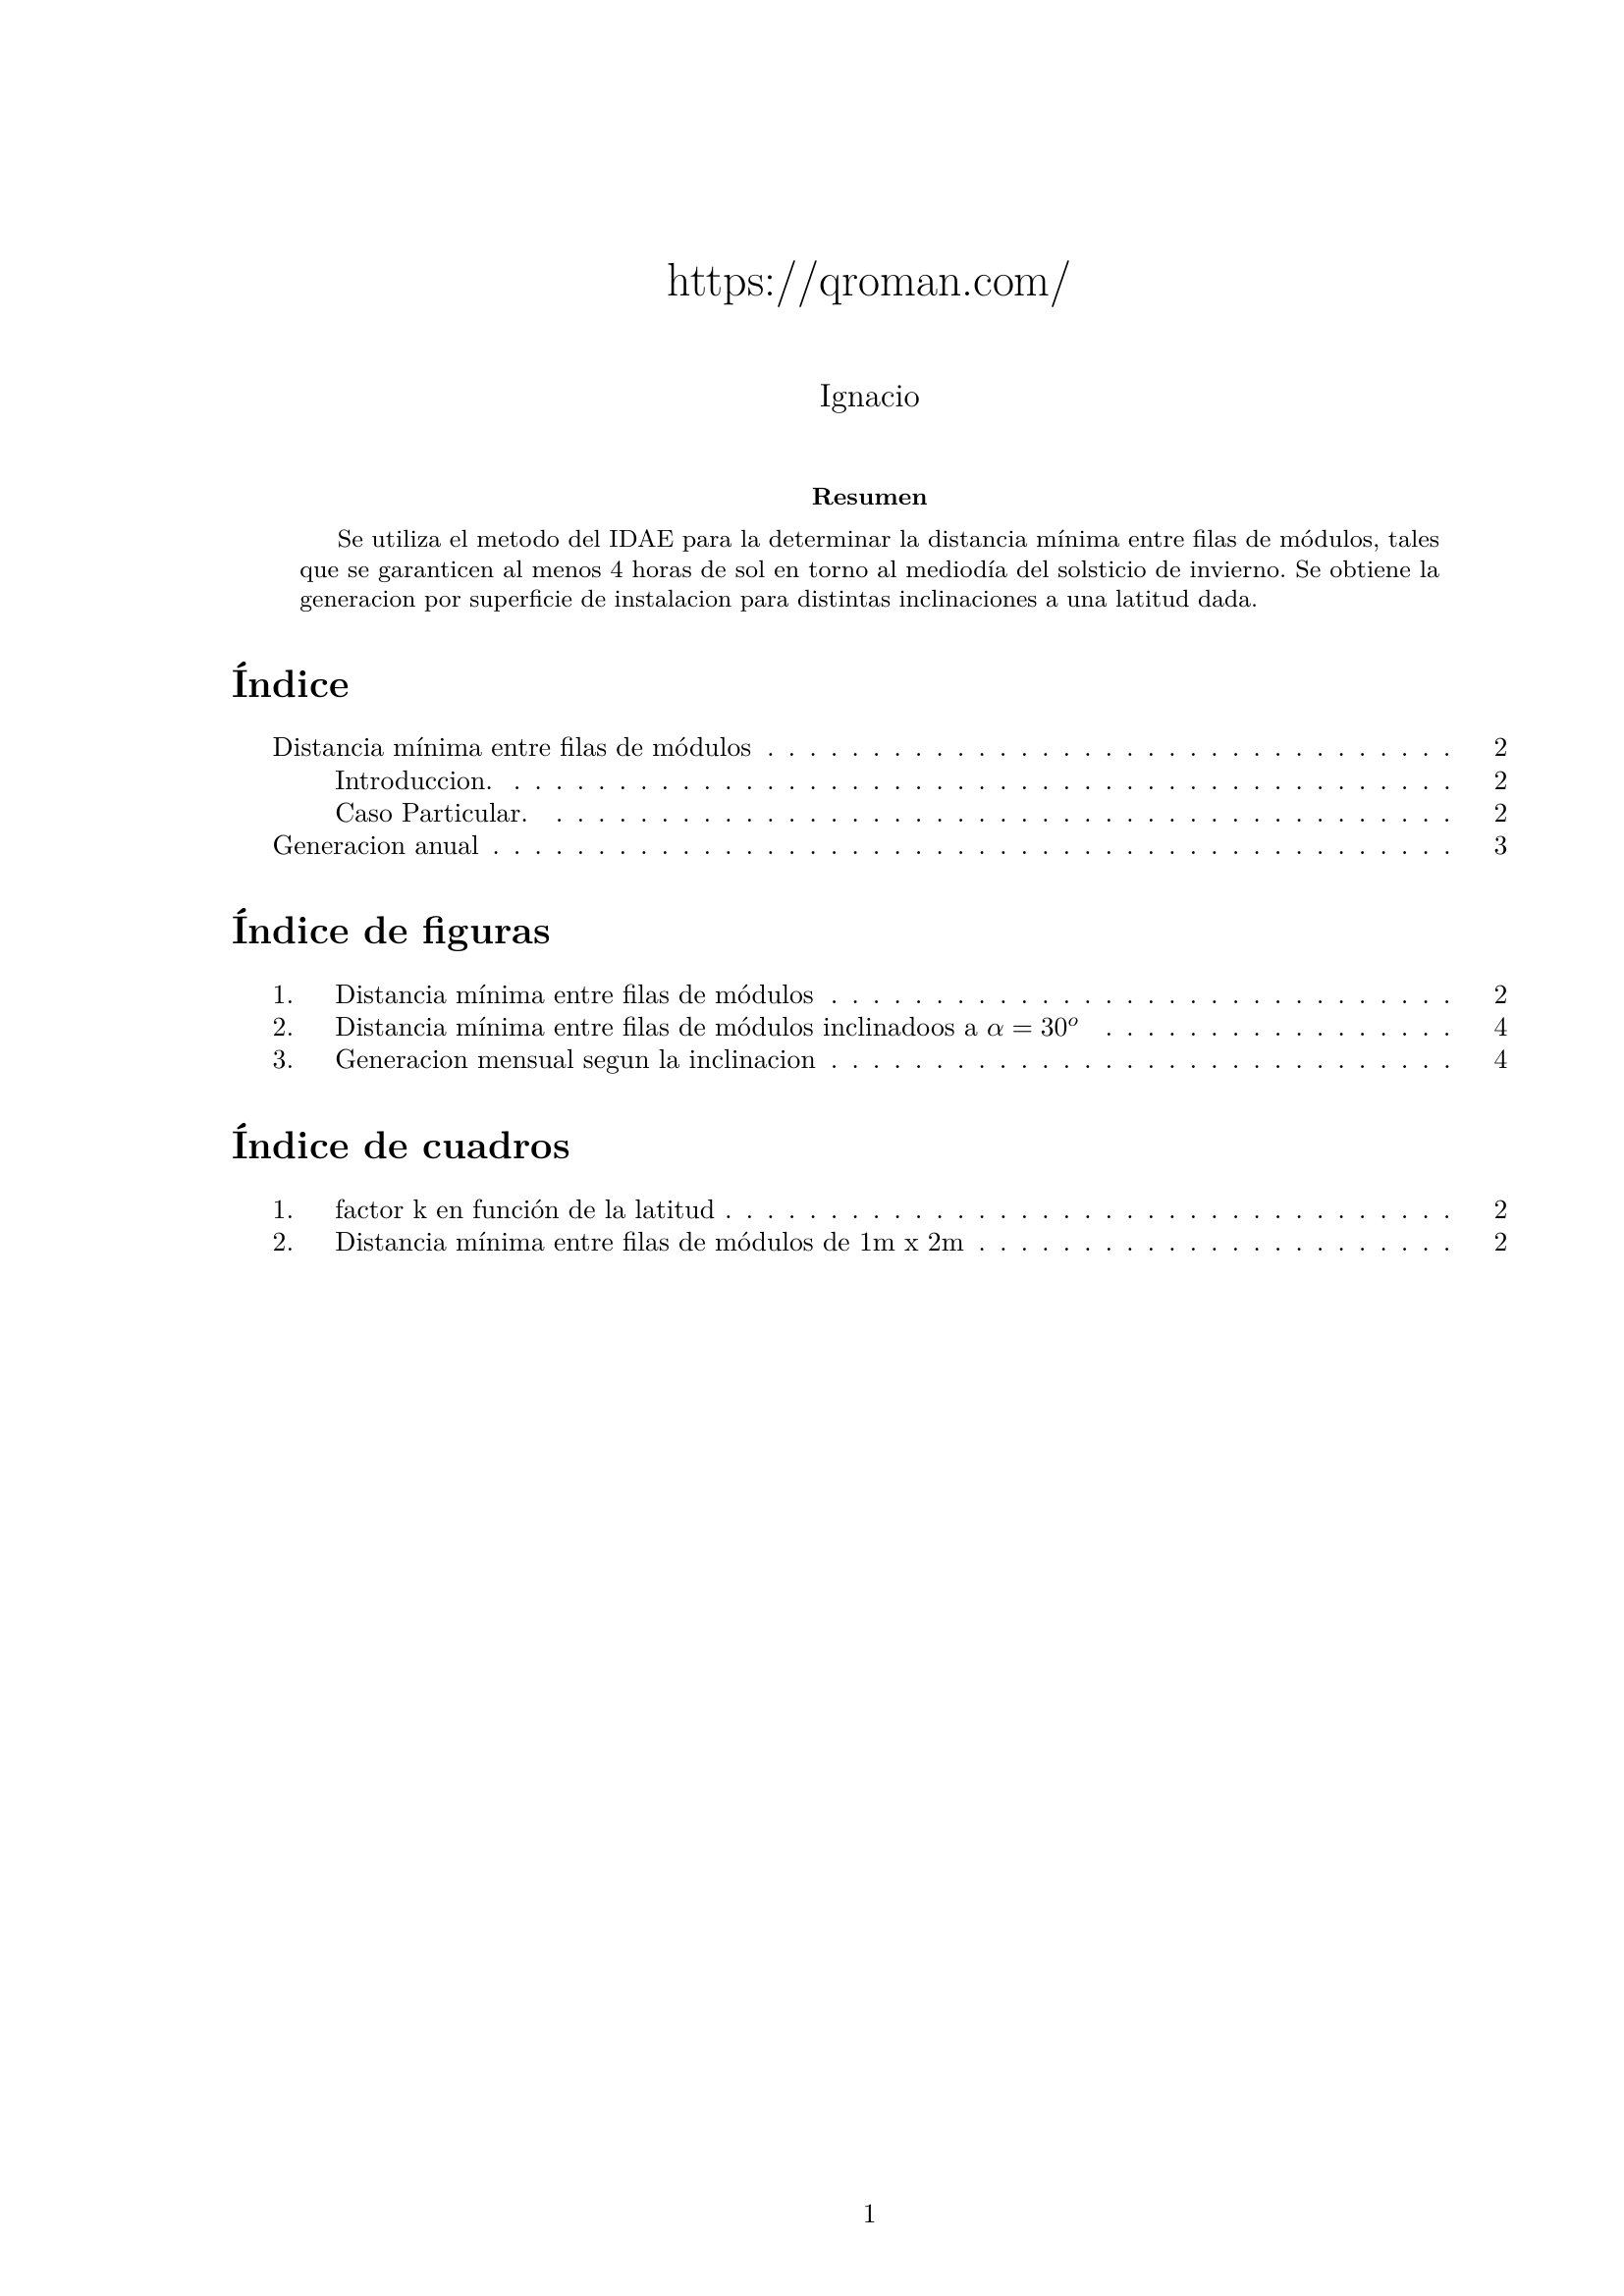 https://qroman.com/
Ignacio
Resumen
Se utiliza el metodo del IDAE para la determinar la distancia mínima entre filas de módulos, tales
que se garanticen al menos 4 horas de sol en torno al mediodía del solsticio de invierno. Se obtiene la
generacion por superficie de instalacion para distintas inclinaciones a una latitud dada.
Índice
Distancia mínima entre filas de módulos . . . . . . . . . . . . . . . . . . . . . . . . . . . . . . . . . 2
Introduccion. . . . . . . . . . . . . . . . . . . . . . . . . . . . . . . . . . . . . . . . . . . . . . 2
Caso Particular. . . . . . . . . . . . . . . . . . . . . . . . . . . . . . . . . . . . . . . . . . . . 2
Generacion anual . . . . . . . . . . . . . . . . . . . . . . . . . . . . . . . . . . . . . . . . . . . . . . 3
Índice de figuras
1. Distancia mínima entre filas de módulos . . . . . . . . . . . . . . . . . . . . . . . . . . . . . . 2
2. Distancia mínima entre filas de módulos inclinadoos a α = 30º . . . . . . . . . . . . . . . . . 4
3. Generacion mensual segun la inclinacion . . . . . . . . . . . . . . . . . . . . . . . . . . . . . . 4
Índice de cuadros
1. factor k en función de la latitud . . . . . . . . . . . . . . . . . . . . . . . . . . . . . . . . . . . 2
2. Distancia mínima entre filas de módulos de 1m x 2m . . . . . . . . . . . . . . . . . . . . . . . 2
1